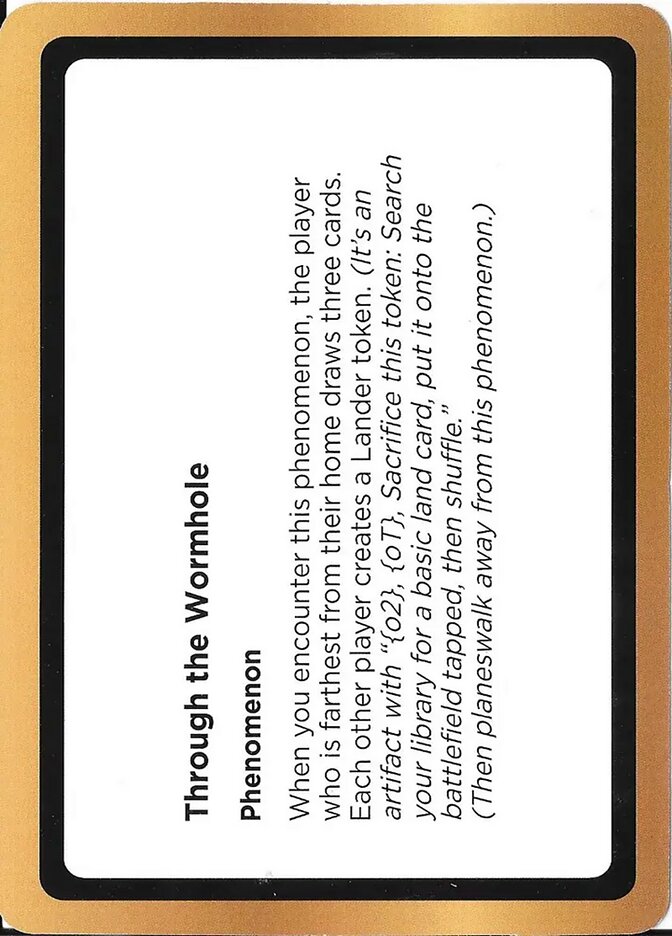 Through the Wormhole
Phenomenon
When you encounter this phenomenon, the player
who is farthest from their home draws three cards.
Each other player creates a Lander token. (It's an
artifact with “{o2}, {oT}, Sacrifice this token: Search
your library for a basic land card, put it onto the
battlefield tapped, then shuffle.”
(Then planeswalk away from this phenomenon.)